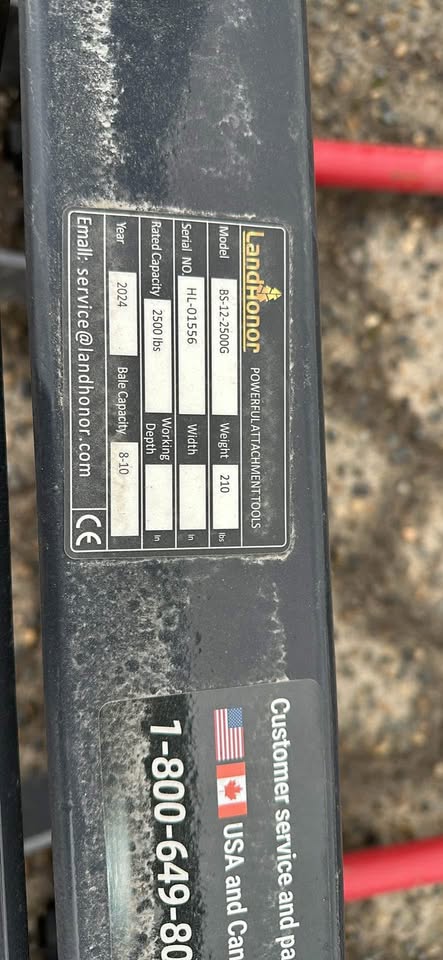 LandHonor POWERFUL ATTACHMENT TOOLS
Model BS-12-2500G Weight 210 lbs
Serial NO. HL-01556 Width in
Rated Capacity 2500 lbs Working Depth in
Year 2024 Bale Capacity 8-10
Email: service@landhonor.com CE
Customer service and pa
USA and Can
1-800-649-80